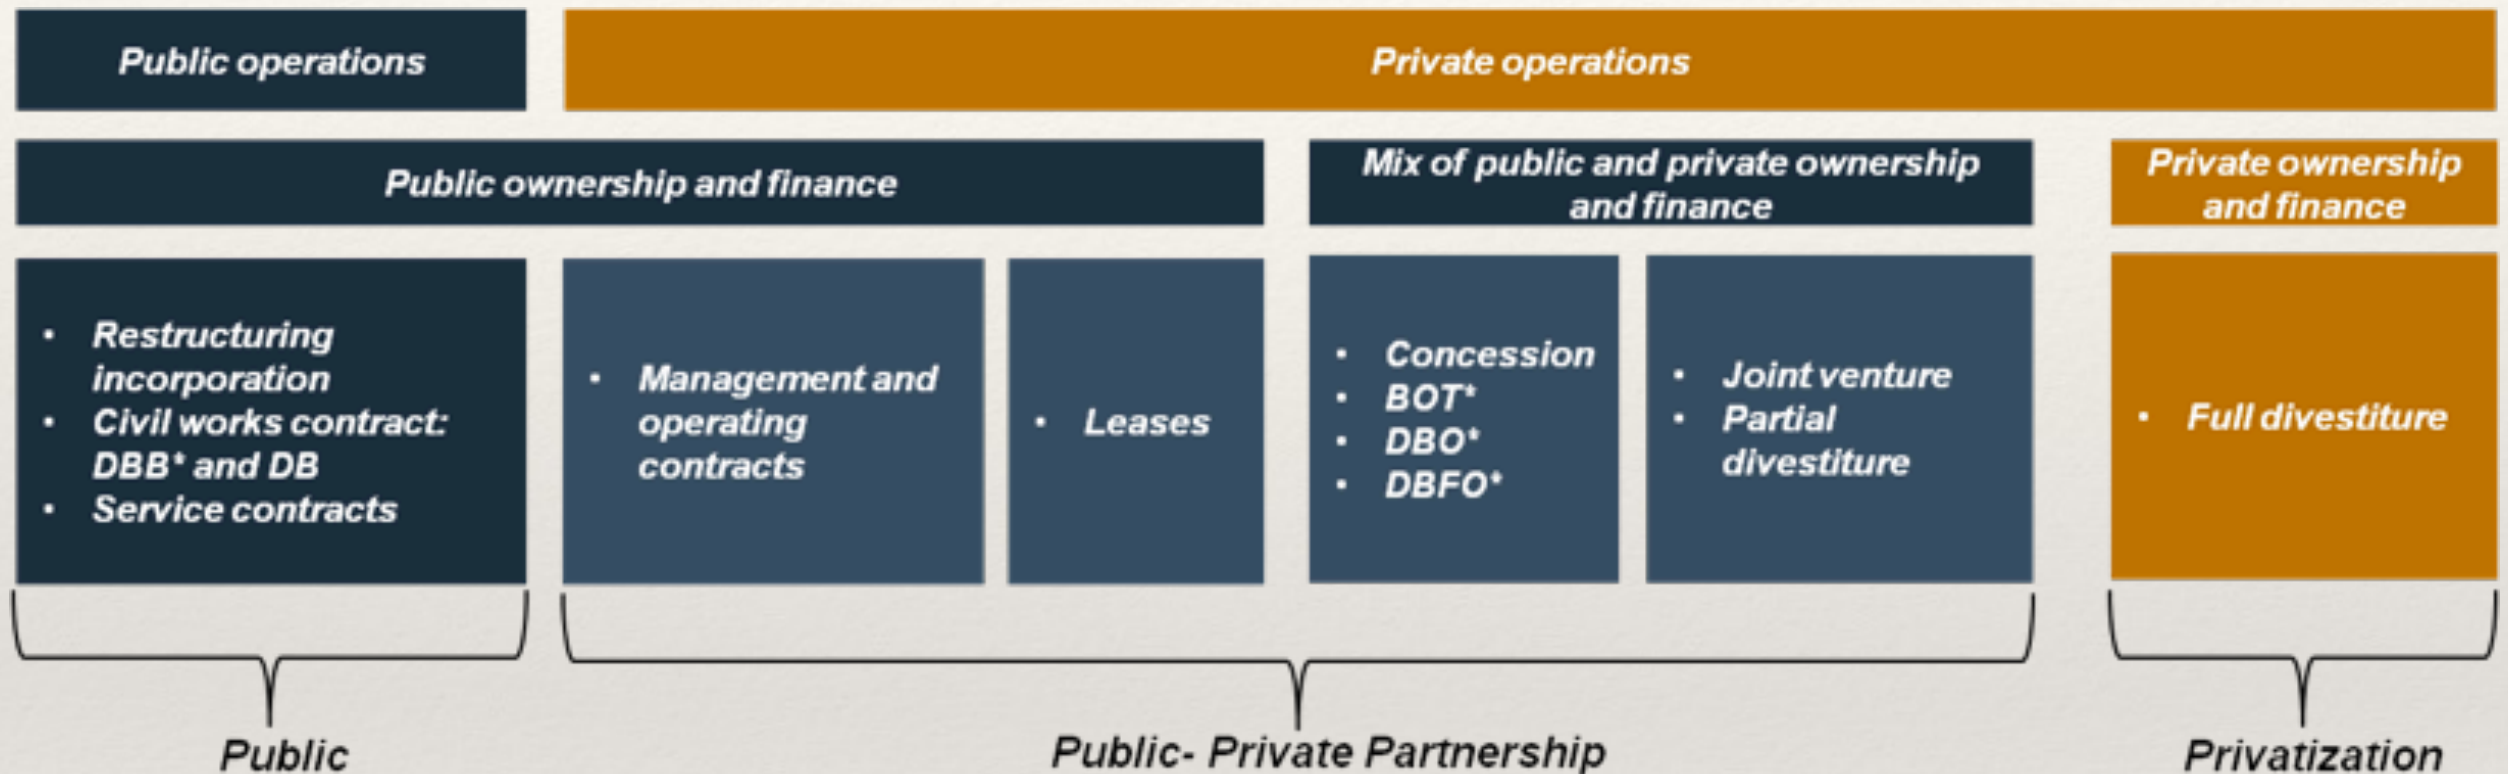 Public operations
Private operations
Public ownership and finance
Mix of public and private ownership
and finance
Private ownership
and finance
• Restructuring
incorporation
• Civil works contract:
DBB* and DB
• Service contracts
• Management and
operating
contracts
• Leases
• Concession
• BOT*
• DBO*
• DBFO*
• Joint venture
• Partial
divestiture
• Full divestiture
Public
Public- Private Partnership
Privatization